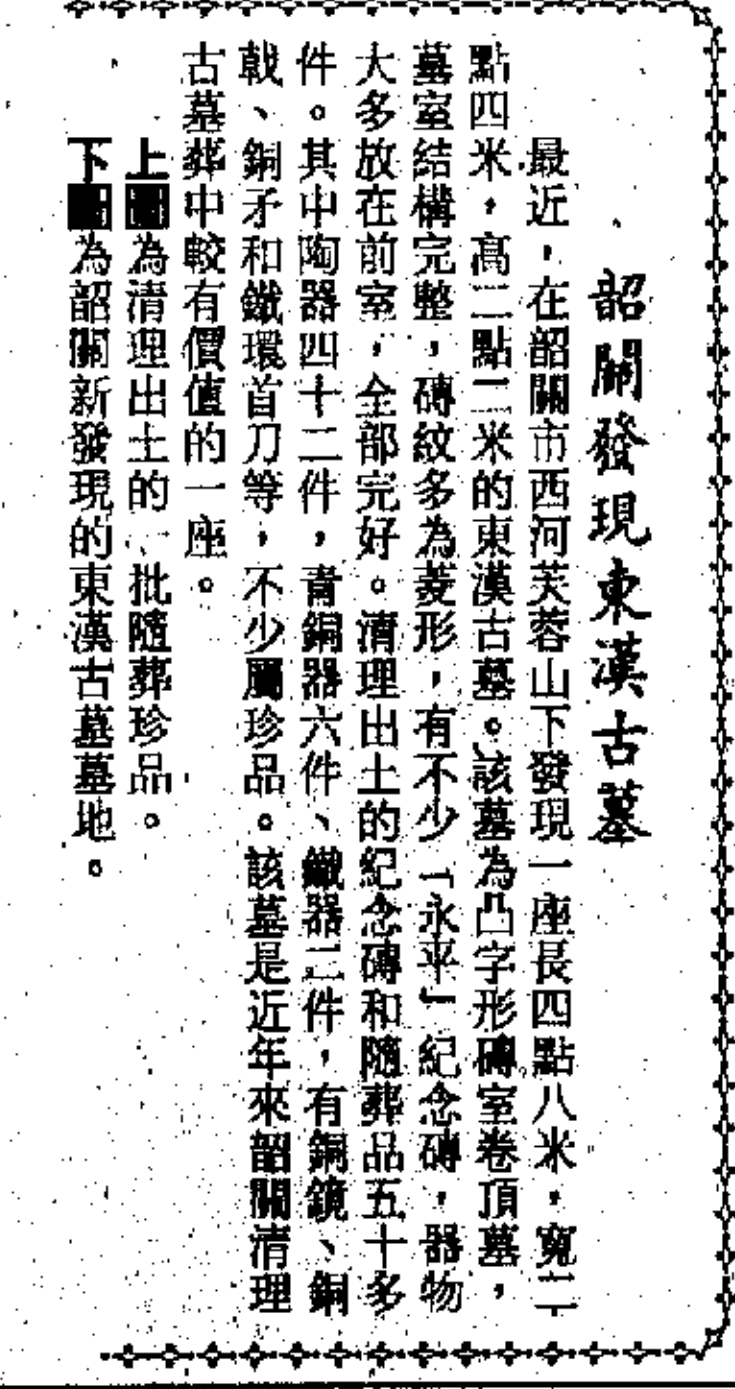 韶關發現東漢古墓
最近，在韶關市西河芙蓉山下發現一座長四點八米，寬二
點四米，高二點二米的東漢古墓。該墓為凸字形磚室卷頂墓，
墓室結構完整，磚紋多為菱形，有不少「永平」紀念磚，器物
大多放在前室，全部完好。清理出土的紀念磚和隨葬品五十多
件。其中陶器四十二件，青銅器六件、鐵器二件，有銅鏡、銅
戟、銅矛和鐵環首刀等，不少屬珍品。該墓是近年來韶關清理
古墓葬中較有價值的一座。
上圖為清理出土的一批隨葬珍品。
下圖為韶關新發現的東漢古墓墓地。